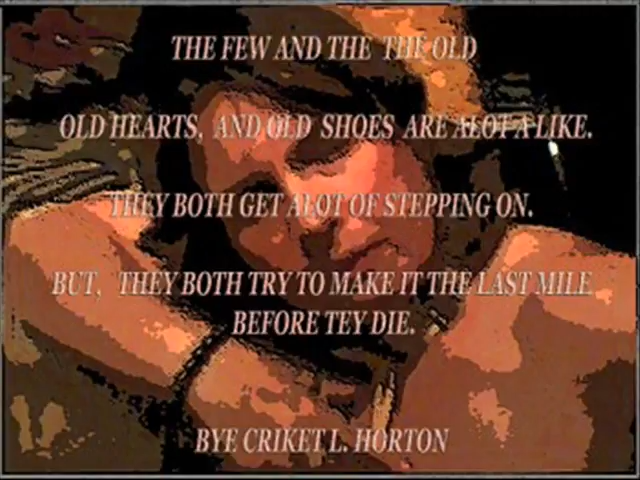 THE FEW AND THE THE OLD
OLD HEARTS, AND OLD SHOES ARE ALOT A LIKE.
THEY BOTH GET ALOT OF STEPPING ON.
BUT, THEY BOTH TRY TO MAKE IT THE LAST MILE
BEFORE TEY DIE.
BYE CRIKET L. HORTON